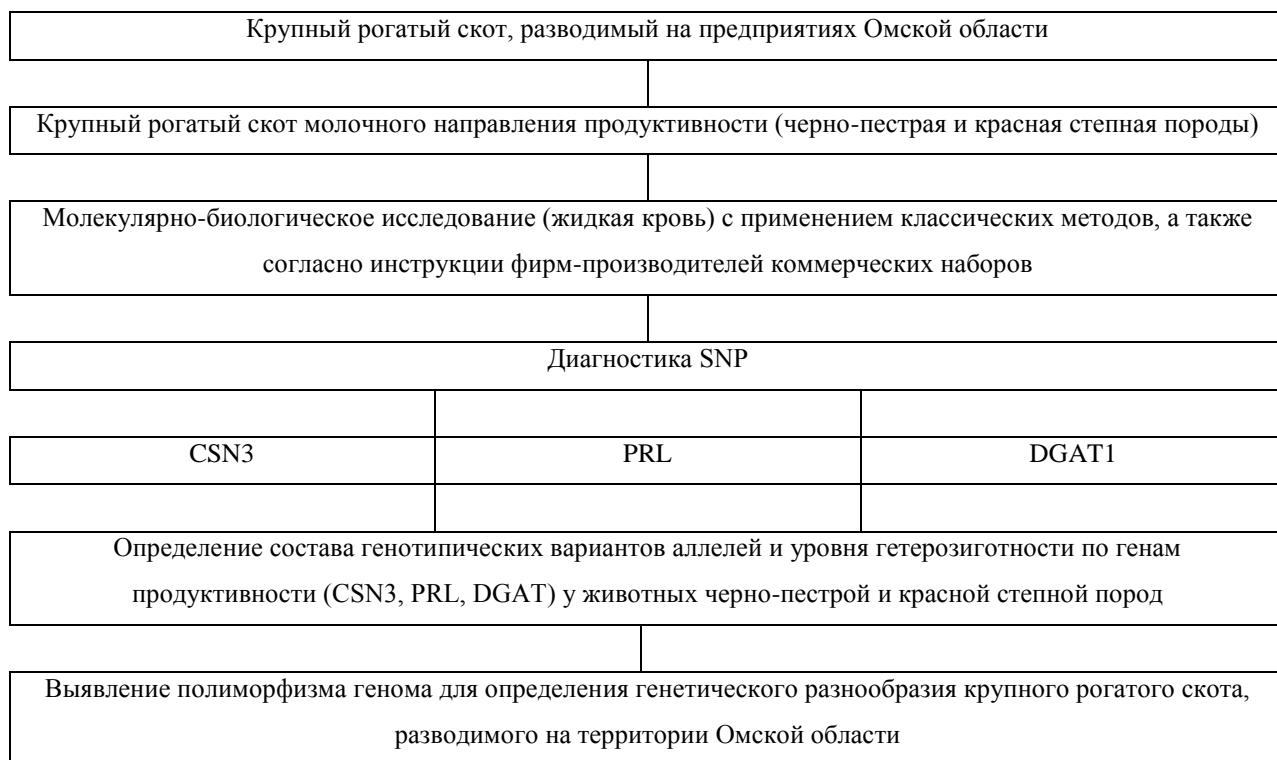 Крупный рогатый скот, разводимый на предприятиях Омской области
Крупный рогатый скот молочного направления продуктивности (черно-пестрая и красная степная породы)
Молекулярно-биологическое исследование (жидкая кровь) с применением классических методов, а также
согласно инструкции фирм-производителей коммерческих наборов
Диагностика SNP
CSN3
PRL
DGAT1
Определение состава генотипических вариантов аллелей и уровня гетерозиготности по генам
продуктивности (CSN3, PRL, DGAT) у животных черно-пестрой и красной степной пород
Выявление полиморфизма генома для определения генетического разнообразия крупного рогатого скота,
разводимого на территории Омской области